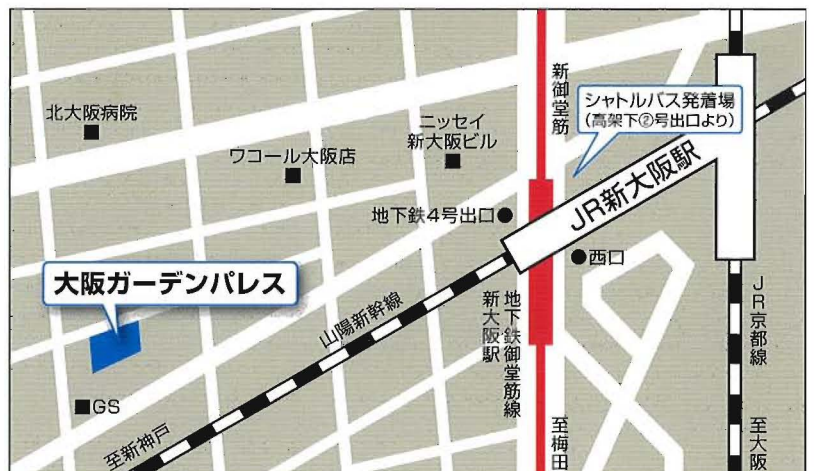 北大阪病院
ワコール大阪店
ニッセイ
新大阪ビル
新御堂筋
シャトルバス発着場
(高架下②号出口より)
地下鉄4号出口
JR新大阪駅
西口
大阪ガーデンパレス
山陽新幹線
地下鉄御堂筋線
新大阪駅
JR京都線
GS
至新神戸
至梅田
至大阪